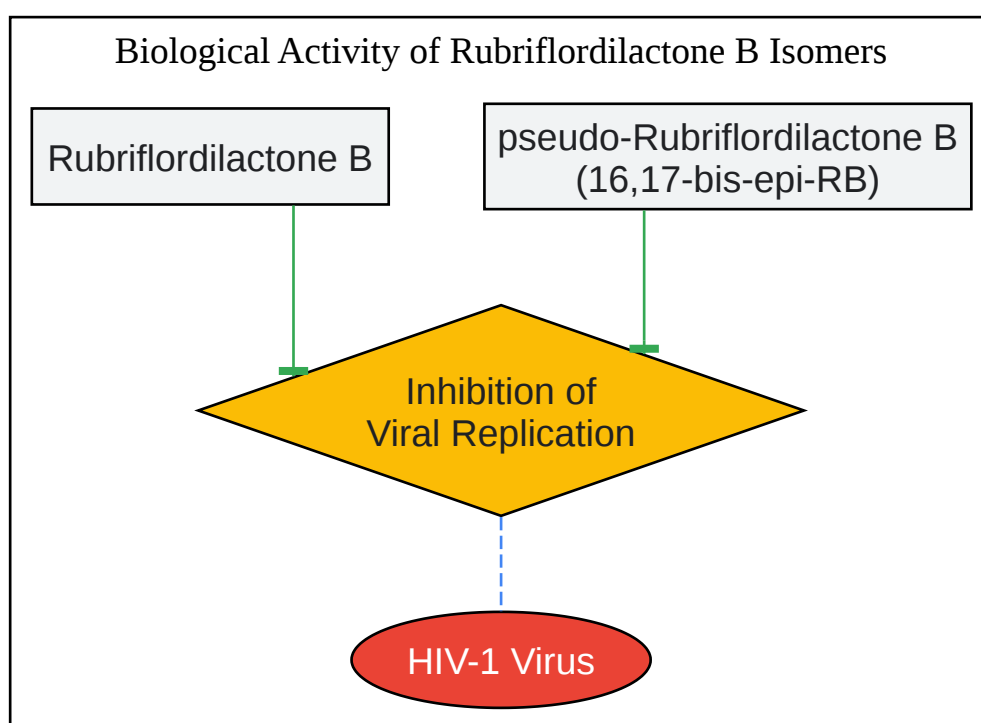 Biological Activity of Rubriflordilactone B Isomers
Rubriflordilactone B
pseudo-Rubriflordilactone B
(16,17-bis-epi-RB)
Inhibition of
Viral Replication
HIV-1 Virus